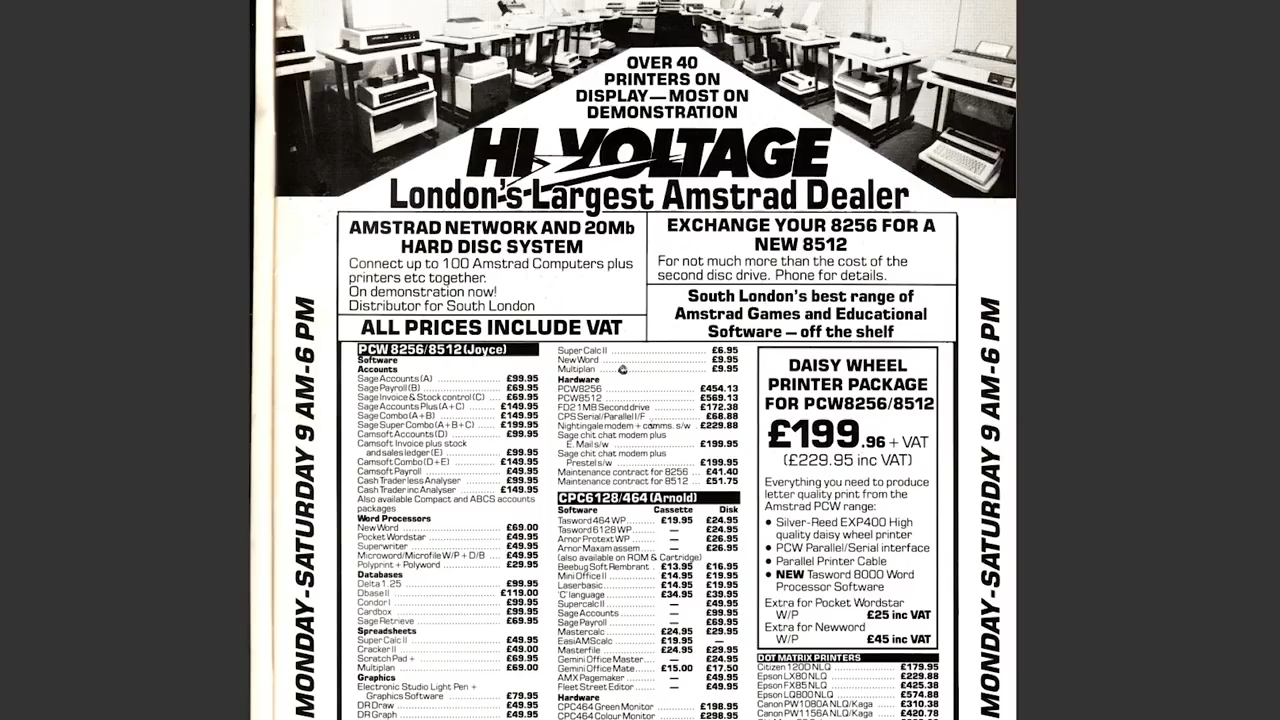 OVER 40
PRINTERS ON
DISPLAY—MOST ON
DEMONSTRATION
HI VOLTAGE
London's Largest Amstrad Dealer
AMSTRAD NETWORK AND 20Mb
HARD DISC SYSTEM
Connect up to 100 Amstrad Computers plus
printers etc together.
On demonstration now!
Distributor for South London
ALL PRICES INCLUDE VAT
EXCHANGE YOUR 8256 FOR A
NEW 8512
For not much more than the cost of the
second disc drive. Phone for details.
South London's best range of
Amstrad Games and Educational
Software — off the shelf
MONDAY-SATURDAY 9 AM-6 PM
PCW 8256/8512 (Joyce)
Software
Accounts
Sage Accounts (A) £99.95
Sage Payroll (B) £69.95
Sage Invoice & Stock control (C) £69.95
Sage Accounts Plus (A+C) £149.95
Sage Combo (A+B) £149.95
Sage Super Combo (A+B+C) £199.95
Camsoft Accounts (D) £99.95
Camsoft Invoice plus stock
and sales ledger (E) £99.95
Camsoft Combo (D+E) £149.95
Camsoft Payroll £49.95
Cash Trader less Analyser £99.95
Cash Trader inc Analyser £149.95
Also available Compact and ABCS accounts
packages
Word Processors
New Word £69.00
Pocket Wordstar £49.95
Superwriter £49.95
Microword/Microfile W/P + D/B £49.95
Polyprint + Polyword £29.95
Databases
Delta 1.25 £99.95
Dbase II £119.00
Condor I £99.95
Cardbox £99.95
Sage Retrieve £69.95
Spreadsheets
Super Calc II £49.95
Cracker II £49.00
Scratch Pad + £69.95
Multiplan £69.00
Graphics
Electronic Studio Light Pen +
Graphics Software £79.95
DR Draw £49.95
DR Graph £49.95
Super Calc II £6.95
New Word £9.95
Multiplan £9.95
Hardware
PCW8256 £454.13
PCW8512 £569.13
FD2 1MB Second drive £172.38
CPS Serial/Parallel I/F £68.88
Nightingale modem + comms. s/w £229.88
Sage chit chat modem plus
E. Mail s/w £199.95
Sage chit chat modem plus
Prestel s/w £199.95
Maintenance contract for 8256 £41.40
Maintenance contract for 8512 £51.75
CPC6128/464 (Arnold)
Software Cassette Disk
Tasword 464 WP £19.95 £24.95
Tasword 6128 WP — £24.95
Arnor Protext WP — £26.95
Arnor Maxam assem — £26.95
(also available on ROM & Cartridge)
Beebug Soft Rembrant £13.95 £16.95
Mini Office II £14.95 £19.95
Laserbasic £14.95 £19.95
'C' language £34.95 £39.95
Supercalc II — £49.95
Sage Accounts — £99.95
Sage Payroll — £69.95
Mastercalc £24.95 £29.95
Easi AMScalc £19.95 —
Masterfile £24.95 £29.95
Gemini Office Master — £24.95
Gemini Office Mate £15.00 £17.50
AMX Pagemaker — £49.95
Fleet Street Editor — £49.95
Hardware
CPC464 Green Monitor £198.95
CPC464 Colour Monitor £298.95
DAISY WHEEL
PRINTER PACKAGE
FOR PCW8256/8512
£199.96 + VAT
(£229.95 inc VAT)
Everything you need to produce
letter quality print from the
Amstrad PCW range:
● Silver-Reed EXP400 High
quality daisy wheel printer
● PCW Parallel/Serial interface
● Parallel Printer Cable
● NEW Tasword 8000 Word
Processor Software
Extra for Pocket Wordstar
W/P £25 inc VAT
Extra for Newword
W/P £45 inc VAT
DOT MATRIX PRINTERS
Citizen 120D NLQ £179.95
Epson LX80 NLQ £229.88
Epson FX85 NLQ £425.38
Epson LQ800 NLQ £574.88
Canon PW1080A NLQ/Kaga £310.38
Canon PW1156A NLQ/Kaga £420.78
MONDAY-SATURDAY 9 AM-6 PM